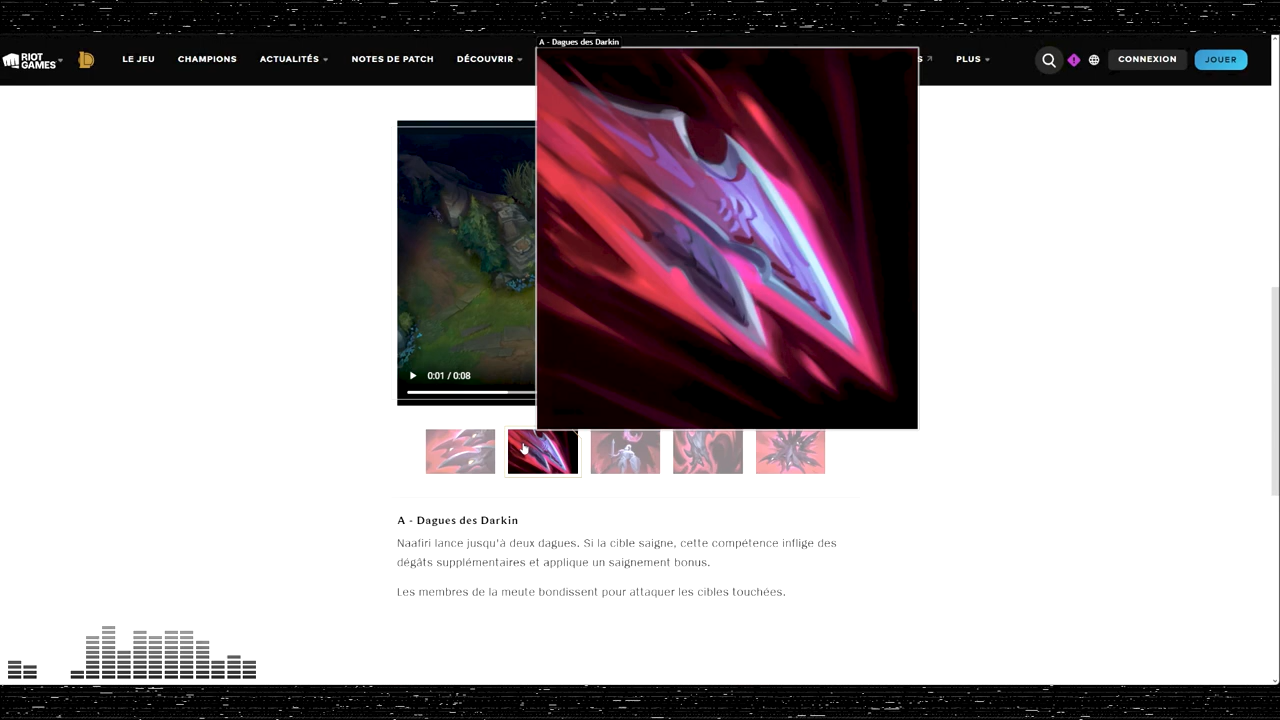 A - Dagues des Darkin
RIOT GAMES
LE JEU CHAMPIONS ACTUALITÉS NOTES DE PATCH DÉCOUVRIR S PLUS CONNEXION JOUER
0:01 / 0:08
A - Dagues des Darkin
Naafiri lance jusqu'à deux dagues. Si la cible saigne, cette compétence inflige des
dégâts supplémentaires et applique un saignement bonus.
Les membres de la meute bondissent pour attaquer les cibles touchées.